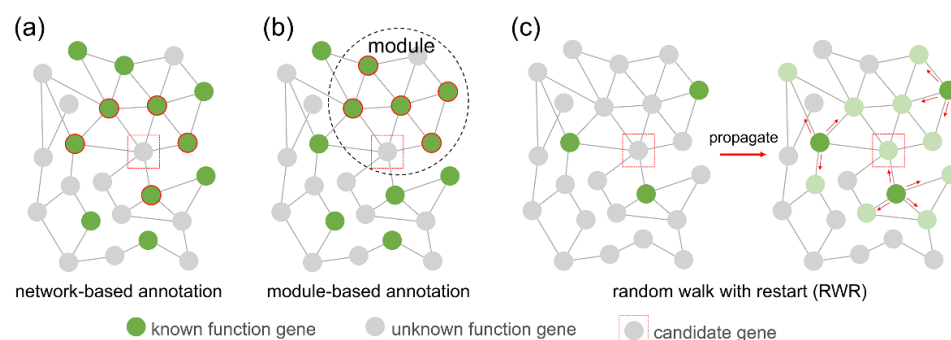 (a)
(b)
(c)
module
propagate
network-based annotation
module-based annotation
random walk with restart (RWR)
known function gene
unknown function gene
candidate gene